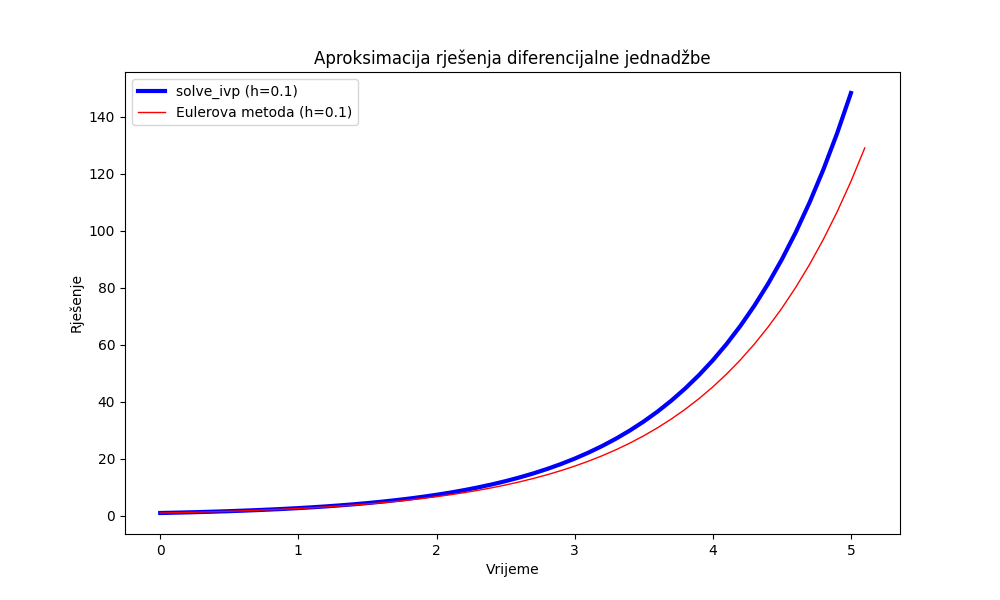 Aproksimacija rješenja diferencijalne jednadžbe
solve_ivp (h=0.1)
Eulerova metoda (h=0.1)
Rješenje
140
120
100
80
60
40
20
0
0 1 2 3 4 5
Vrijeme